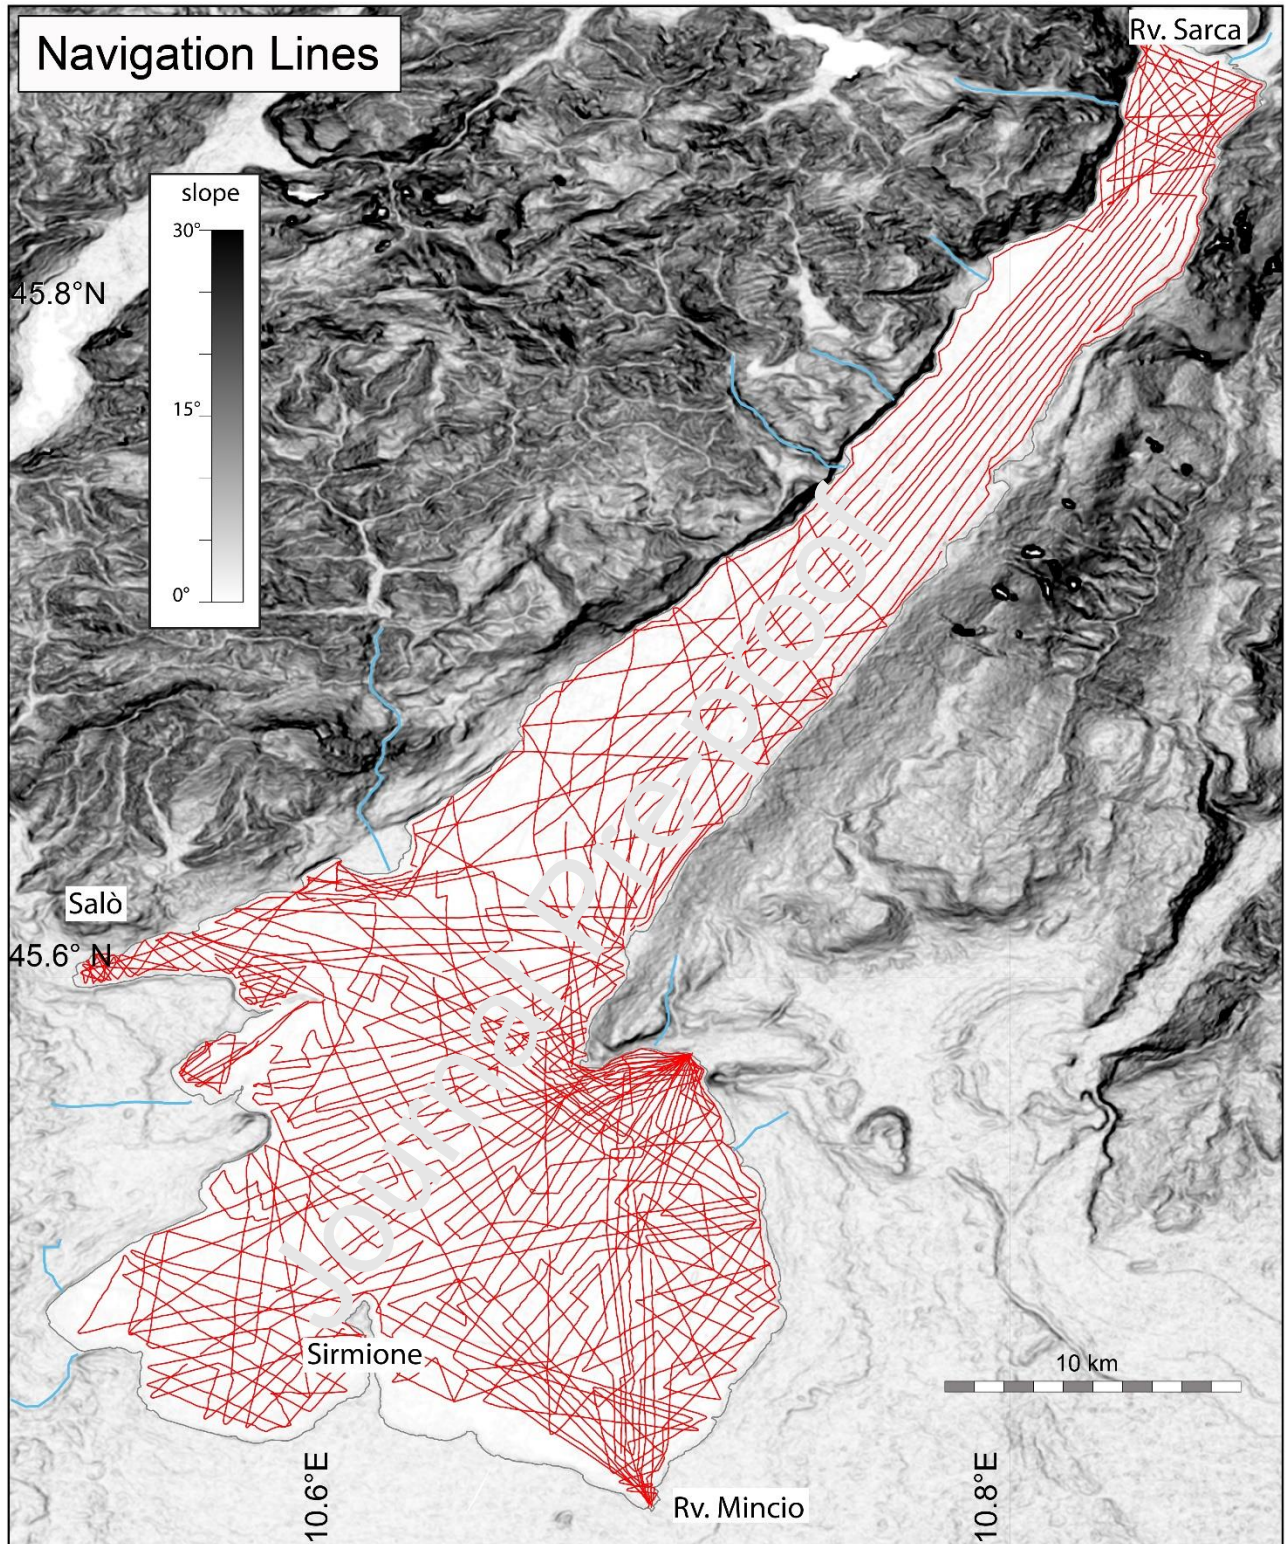 Rv. Sarca
Navigation Lines
slope
30°
45.8°N
15°
0°
Journal Pre-proof
Salò
45.6° N
Sirmione
10 km
10.6°E
10.8°E
Rv. Mincio